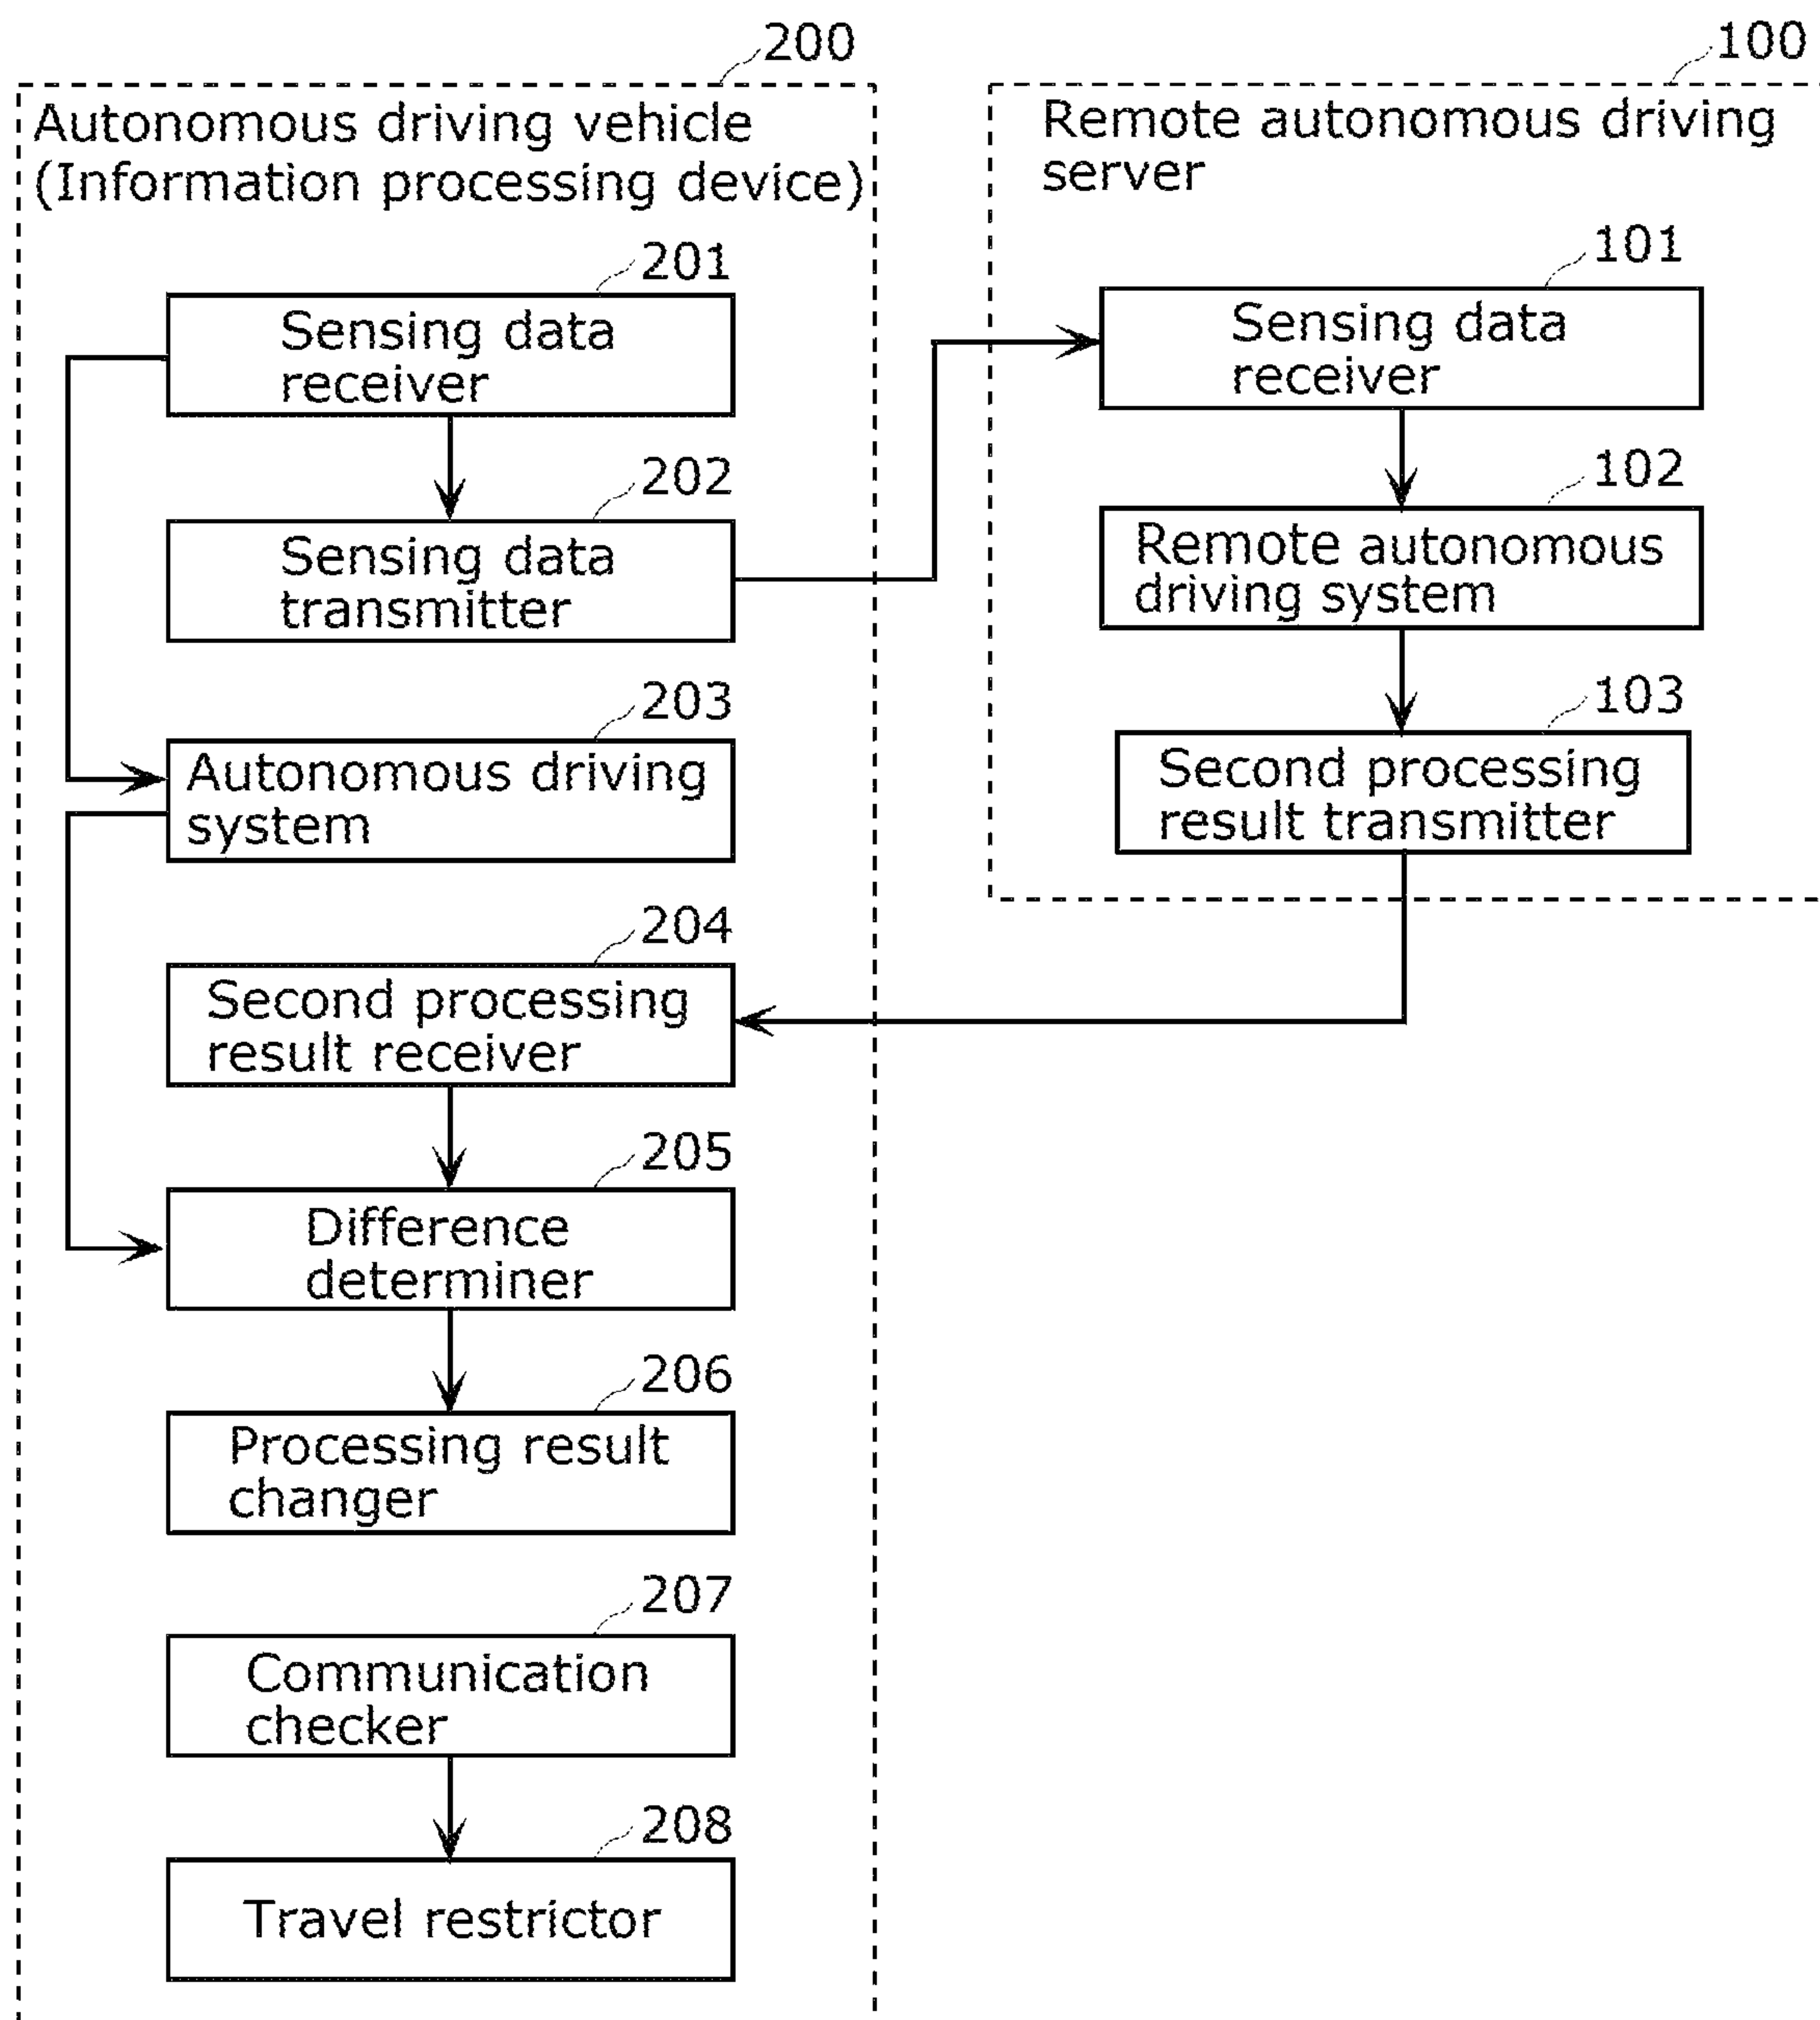 200
Autonomous driving vehicle
(Information processing device)
201
Sensing data
receiver
202
Sensing data
transmitter
203
Autonomous driving
system
204
Second processing
result receiver
205
Difference
determiner
206
Processing result
changer
207
Communication
checker
208
Travel restrictor
100
Remote autonomous driving
server
101
Sensing data
receiver
102
Remote autonomous
driving system
103
Second processing
result transmitter